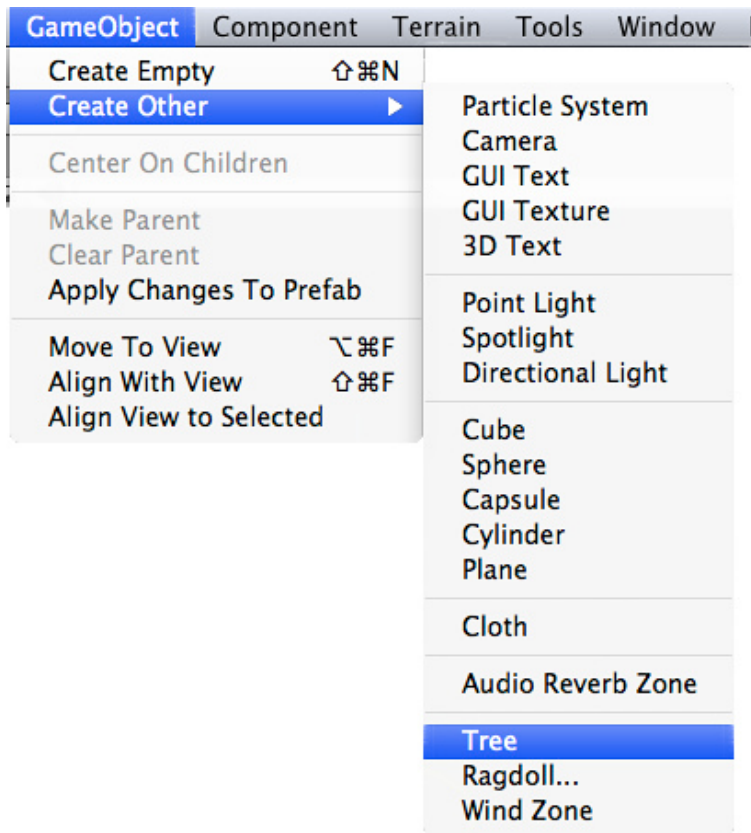 GameObject Component Terrain Tools Window
Create Empty ⇧⌘N
Create Other ▶
Center On Children
Make Parent
Clear Parent
Apply Changes To Prefab
Move To View ⌥⌘F
Align With View ⇧⌘F
Align View to Selected
Particle System
Camera
GUI Text
GUI Texture
3D Text
Point Light
Spotlight
Directional Light
Cube
Sphere
Capsule
Cylinder
Plane
Cloth
Audio Reverb Zone
Tree
Ragdoll...
Wind Zone